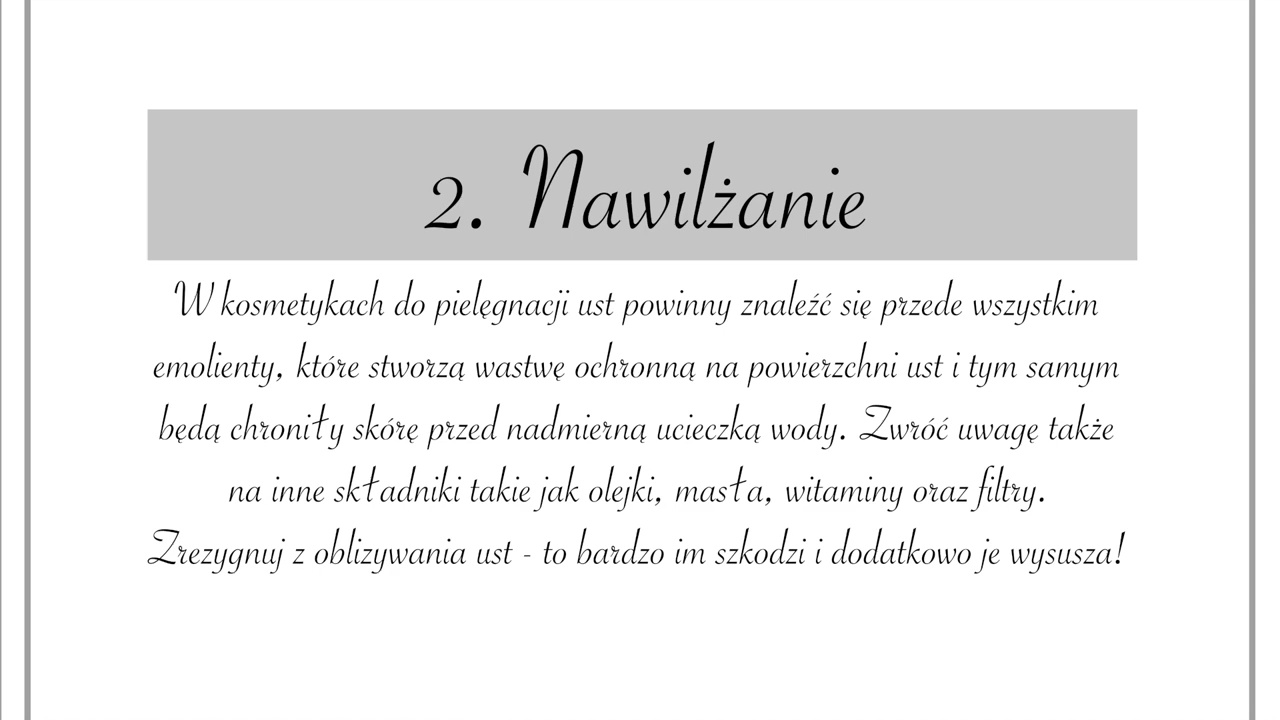 2. Nawilżanie
W kosmetykach do pielęgnacji ust powinny znaleźć się przede wszystkim
emolienty, które stworzą wastwę ochronną na powierzchni ust i tym samym
będą chroniły skórę przed nadmierną ucieczką wody. Zwróć uwagę także
na inne składniki takie jak olejki, masła, witaminy oraz filtry.
Zrezygnuj z oblizywania ust - to bardzo im szkodzi i dodatkowo je wysusza!